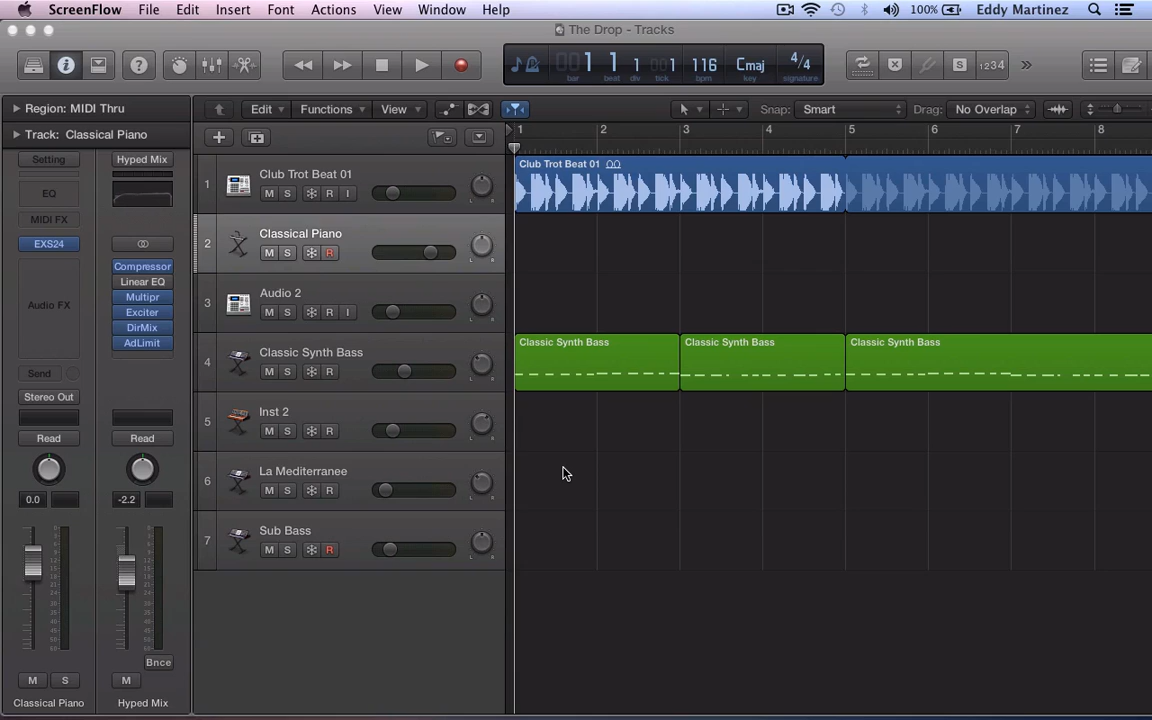 ScreenFlow File Edit Insert Font Actions View Window Help 100% Eddy Martinez
The Drop - Tracks
001 1 1 001 116 Cmaj 4/4
bar beat div tick bpm key signature
S 1234
Region: MIDI Thru
Edit Functions View Snap: Smart Drag: No Overlap
Track: Classical Piano
1 2 3 4 5 6 7 8
Setting Hyped Mix
EQ
MIDI FX
EXS24
Compressor
Linear EQ
Multipr
Audio FX Exciter
DirMix
AdLimit
Send
Stereo Out
Read Read
0.0 -2.2
Bnce
M S M
Classical Piano Hyped Mix
1 Club Trot Beat 01
M S R I
L R
2 Classical Piano
M S R
L R
3 Audio 2
M S R I
L R
4 Classic Synth Bass
M S R
L R
5 Inst 2
M S R
L R
6 La Mediterranee
M S R
L R
7 Sub Bass
M S R
L R
Club Trot Beat 01
Classic Synth Bass Classic Synth Bass Classic Synth Bass